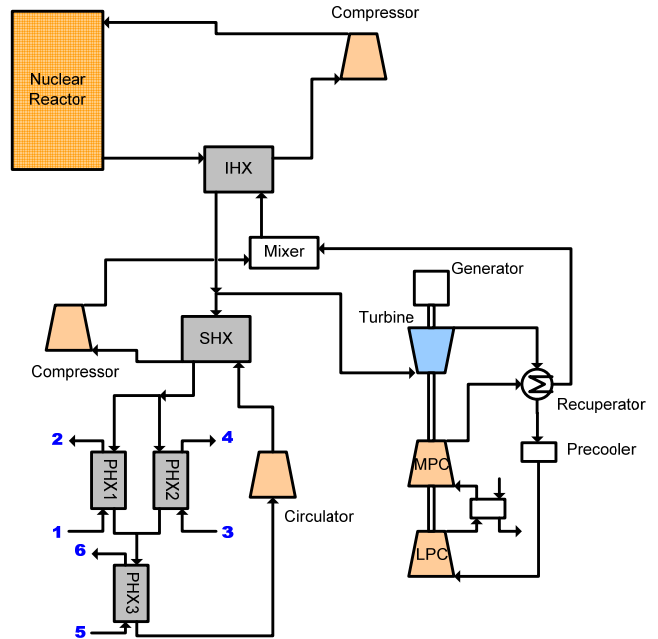 Compressor
Nuclear
Reactor
IHX
Mixer
Generator
Turbine
SHX
Compressor
Recuperator
2
4
Precooler
PHX1
PHX2
MPC
Circulator
1
3
6
LPC
PHX3
5